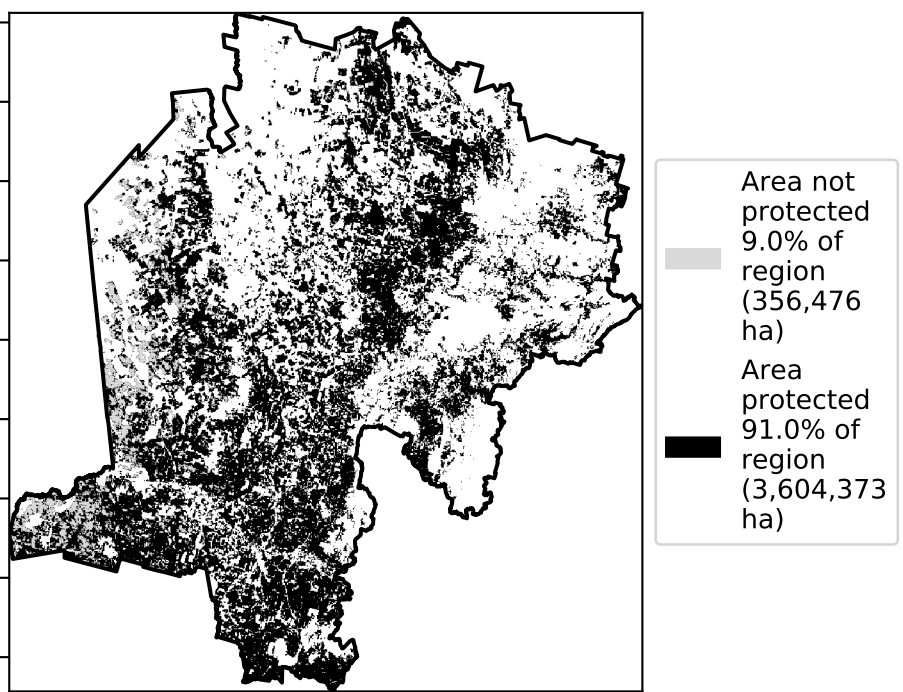 Area not
protected
9.0% of
region
(356,476
ha)
Area
protected
91.0% of
region
(3,604,373
ha)